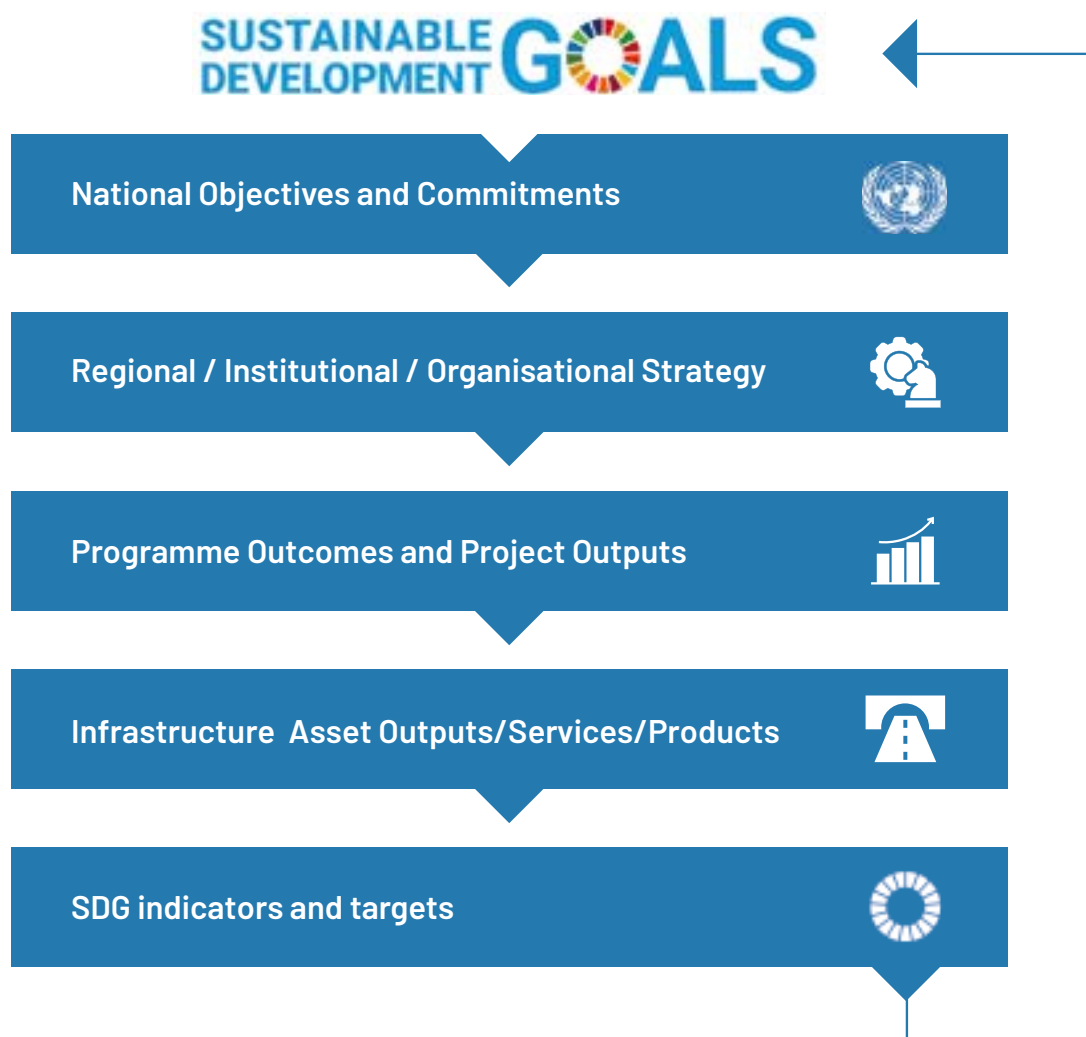 SUSTAINABLE
DEVELOPMENT GOALS
National Objectives and Commitments
Regional / Institutional / Organisational Strategy
Programme Outcomes and Project Outputs
Infrastructure  Asset Outputs/Services/Products
SDG indicators and targets